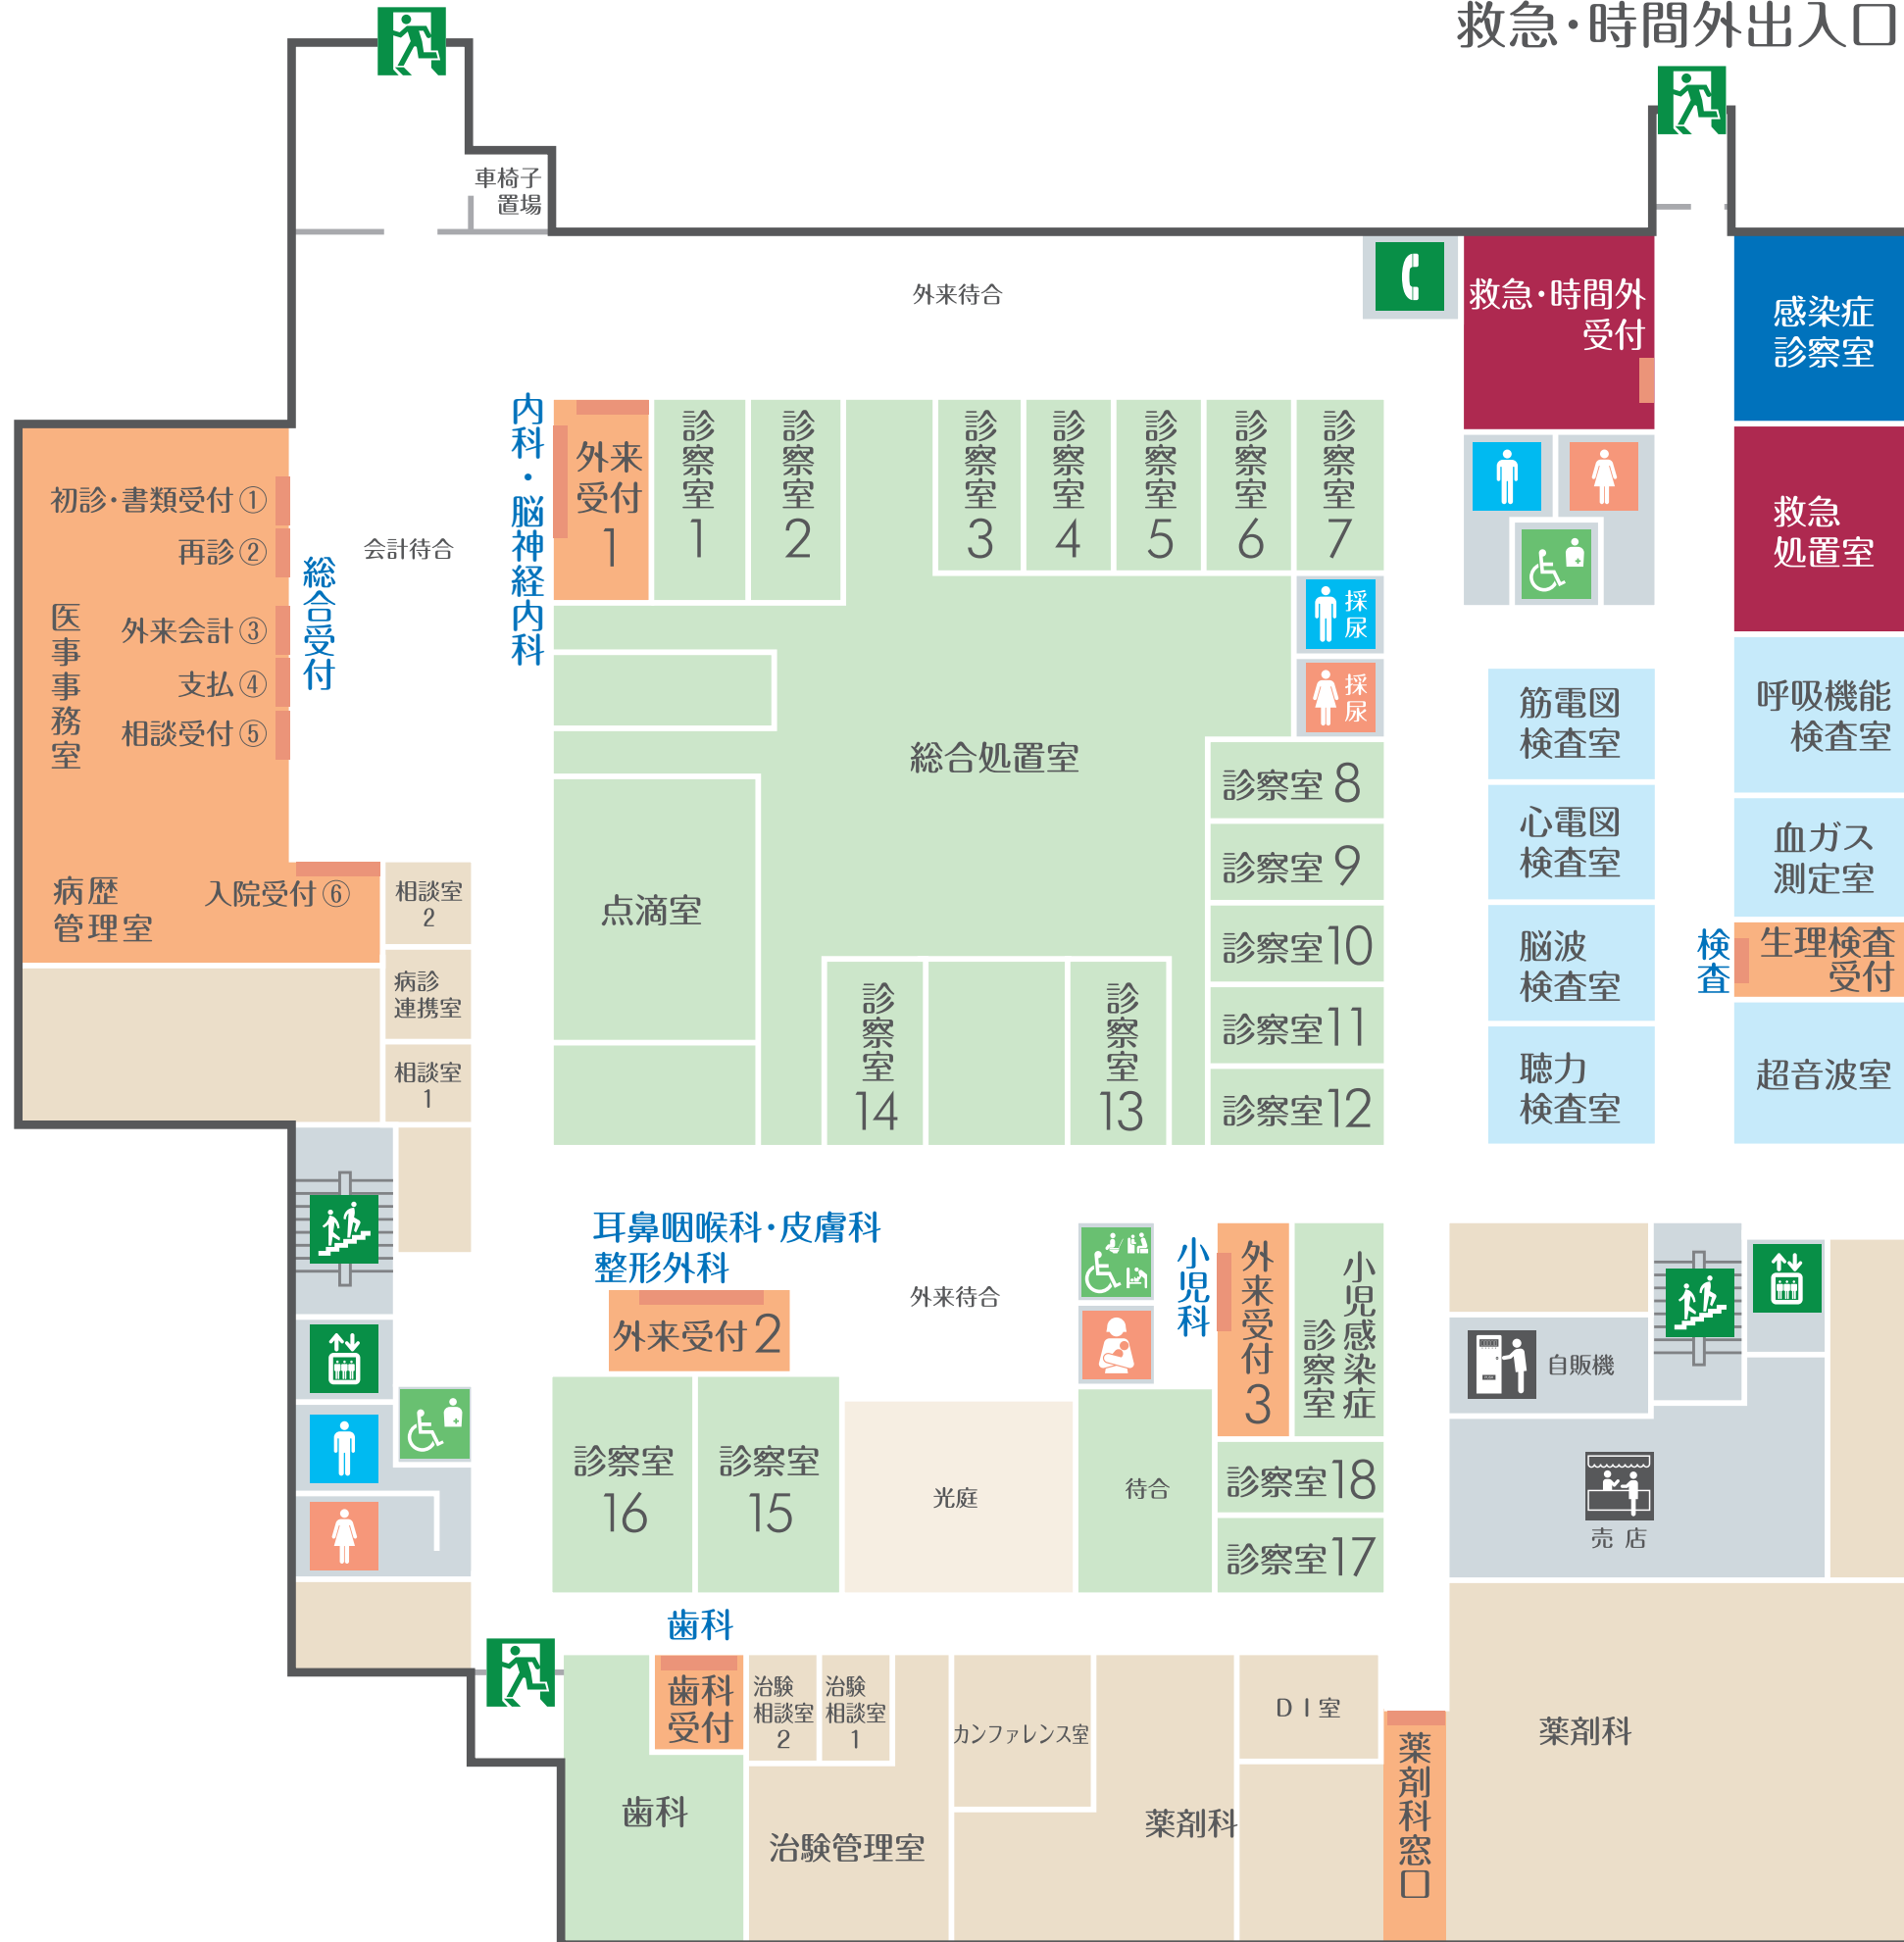 救急・時間外出入口
車椅子
置場
外来待合
救急・時間外
受付
感染症
診察室
内科・脳神経内科
外来
受付
1
診察室
1
診察室
2
診察室
3
診察室
4
診察室
5
診察室
6
診察室
7
初診・書類受付①
再診②
外来会計③
支払④
相談受付⑤
医事事務室
総合受付
会計待合
救急
処置室
採尿
採尿
筋電図
検査室
呼吸機能
検査室
総合処置室
診察室 8
心電図
検査室
血ガス
測定室
診察室 9
病歴
管理室
入院受付⑥
相談室
2
点滴室
診察室10
脳波
検査室
検査
生理検査
受付
病診
連携室
診察室
14
診察室
13
診察室11
相談室
1
診察室12
聴力
検査室
超音波室
耳鼻咽喉科・皮膚科
整形外科
外来受付2
外来待合
小児科
外来受付
3
小児感染症
診察室
自販機
診察室
16
診察室
15
光庭
待合
診察室18
診察室17
売店
歯科
歯科
受付
治験
相談室
2
治験
相談室
1
カンファレンス室
DI室
薬剤科窓口
薬剤科
歯科
治験管理室
薬剤科